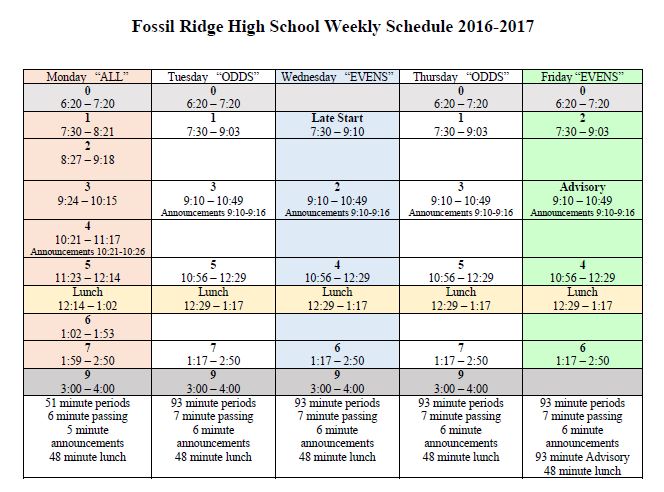 Fossil Ridge High School Weekly Schedule 2016-2017
Monday "ALL" Tuesday "ODDS" Wednesday "EVENS" Thursday "ODDS" Friday "EVENS"
0 0 0 0
6:20 – 7:20 6:20 – 7:20 6:20 – 7:20 6:20 – 7:20
1 1 Late Start 1 2
7:30 – 8:21 7:30 – 9:03 7:30 – 9:10 7:30 – 9:03 7:30 – 9:03
2
8:27 – 9:18
3 3 2 3 Advisory
9:24 – 10:15 9:10 – 10:49 9:10 – 10:49 9:10 – 10:49 9:10 – 10:49
Announcements 9:10-9:16 Announcements 9:10-9:16 Announcements 9:10-9:16 Announcements 9:10-9:16
4
10:21 – 11:17
Announcements 10:21-10:26
5 5 4 5 4
11:23 – 12:14 10:56 – 12:29 10:56 – 12:29 10:56 – 12:29 10:56 – 12:29
Lunch Lunch Lunch Lunch Lunch
12:14 – 1:02 12:29 – 1:17 12:29 – 1:17 12:29 – 1:17 12:29 – 1:17
6
1:02 – 1:53
7 7 6 7 6
1:59 – 2:50 1:17 – 2:50 1:17 – 2:50 1:17 – 2:50 1:17 – 2:50
9 9 9 9
3:00 – 4:00 3:00 – 4:00 3:00 – 4:00 3:00 – 4:00
51 minute periods 93 minute periods 93 minute periods 93 minute periods 93 minute periods
6 minute passing 7 minute passing 7 minute passing 7 minute passing 7 minute passing
5 minute 6 minute 6 minute 6 minute 6 minute
announcements announcements announcements announcements announcements
48 minute lunch 48 minute lunch 48 minute lunch 48 minute lunch 93 minute Advisory
48 minute lunch